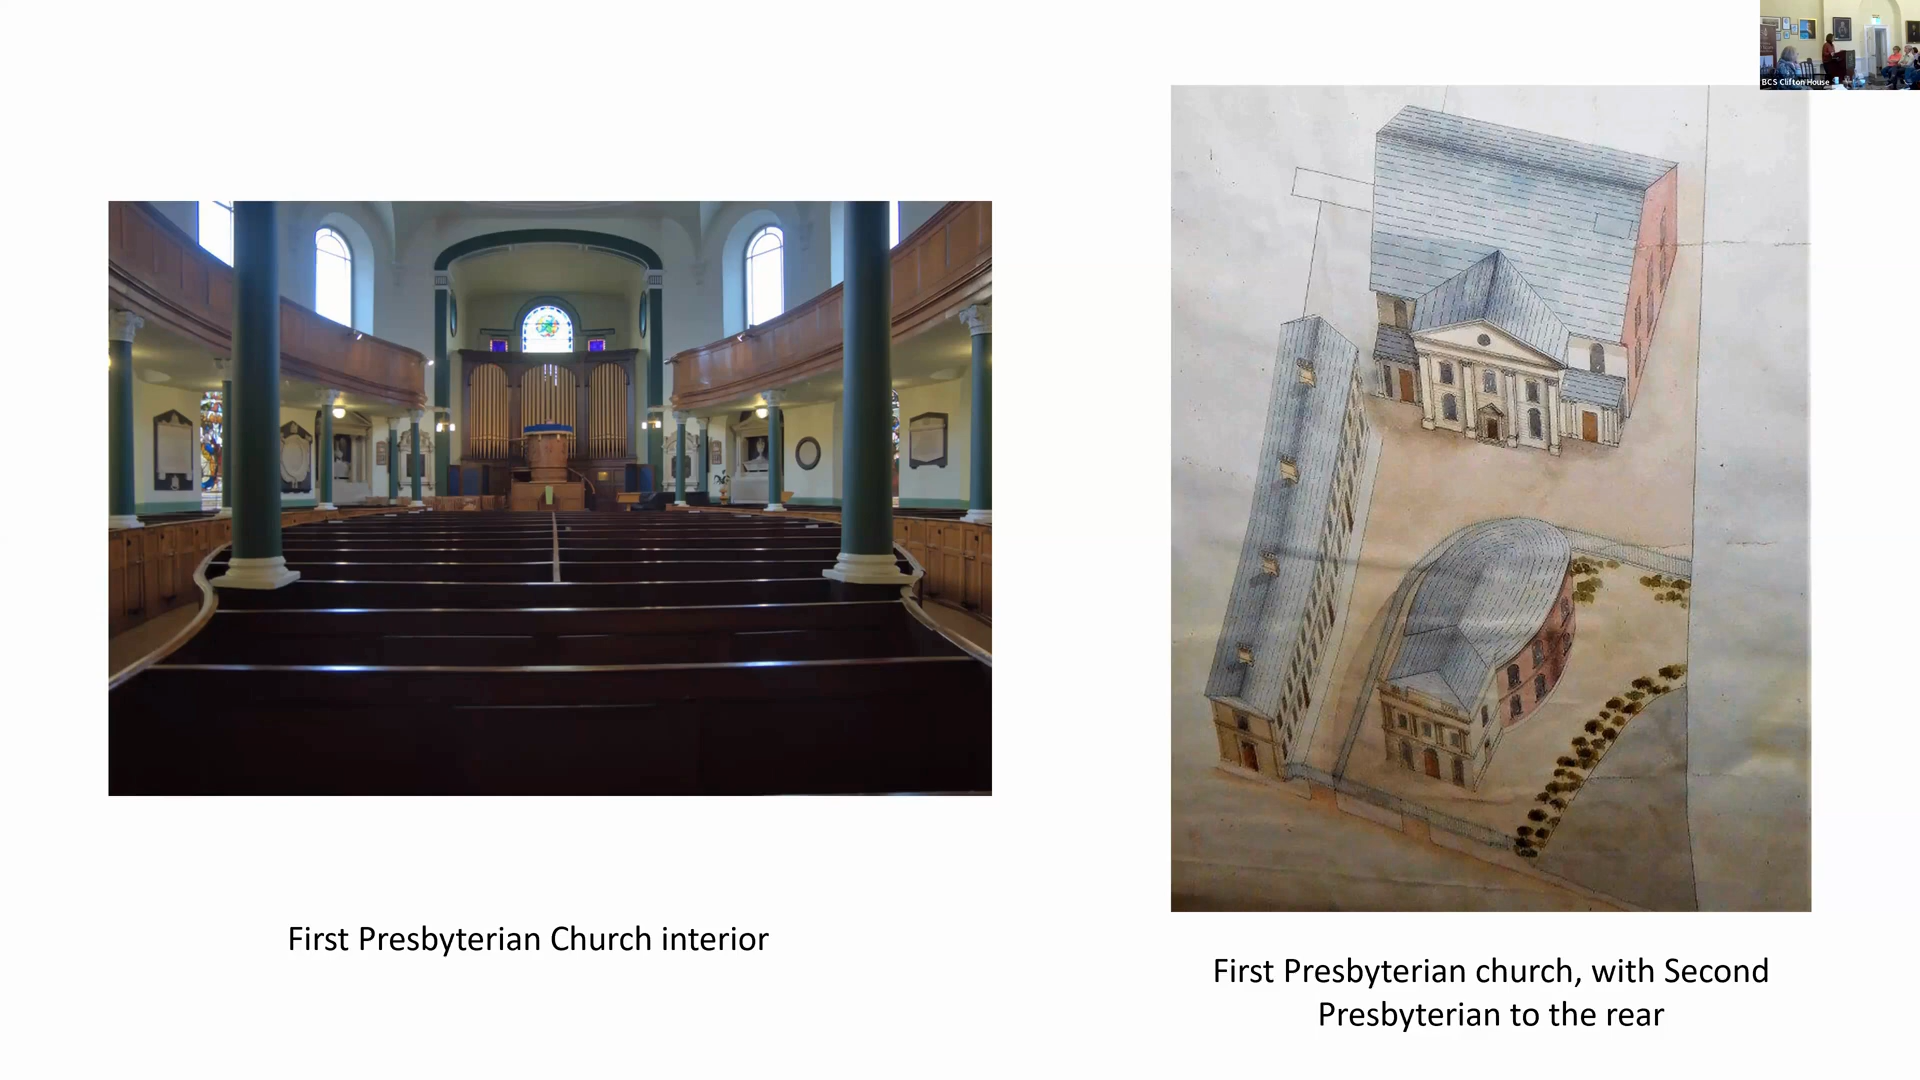 BCS Clifton House
First Presbyterian Church interior
First Presbyterian church, with Second
Presbyterian to the rear